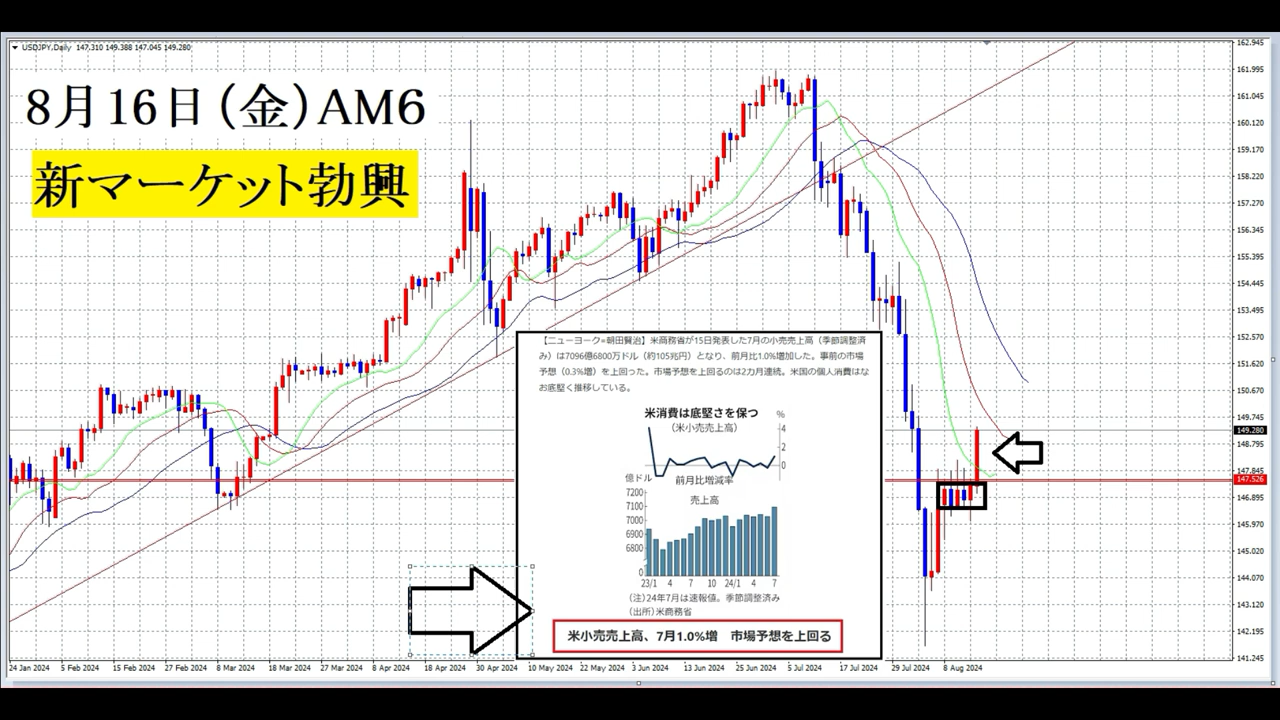 USDJPY,Daily 147.310 149.388 147.045 149.280
8月16日（金）AM6
新マーケット勃興
162.945
161.995
161.045
160.120
159.170
158.220
157.270
156.345
155.395
154.445
153.495
152.570
151.620
150.670
149.745
149.280
148.795
147.845
147.526
146.895
145.970
145.020
144.070
143.120
142.195
141.245
【ニューヨーク=朝田賢治】米商務省が15日発表した7月の小売売上高（季節調整済
み）は7096億6800万ドル（約105兆円）となり、前月比1.0%増加した。事前の市場
予想（0.3%増）を上回った。市場予想を上回るのは2カ月連続。米国の個人消費はな
お底堅く推移している。
米消費は底堅さを保つ
（米小売売上高）
%
4
2
0
前月比増減率
億ドル
売上高
7200
7100
7000
6900
6800
0
23/1 4 7 10 24/1 4 7
（注）24年7月は速報値。季節調整済み
（出所）米商務省
米小売売上高、7月1.0%増　市場予想を上回る
24 Jan 2024 5 Feb 2024 15 Feb 2024 27 Feb 2024 8 Mar 2024 18 Mar 2024 27 Mar 2024 8 Apr 2024 18 Apr 2024 30 Apr 2024 10 May 2024 22 May 2024 3 Jun 2024 13 Jun 2024 25 Jun 2024 5 Jul 2024 17 Jul 2024 29 Jul 2024 8 Aug 2024